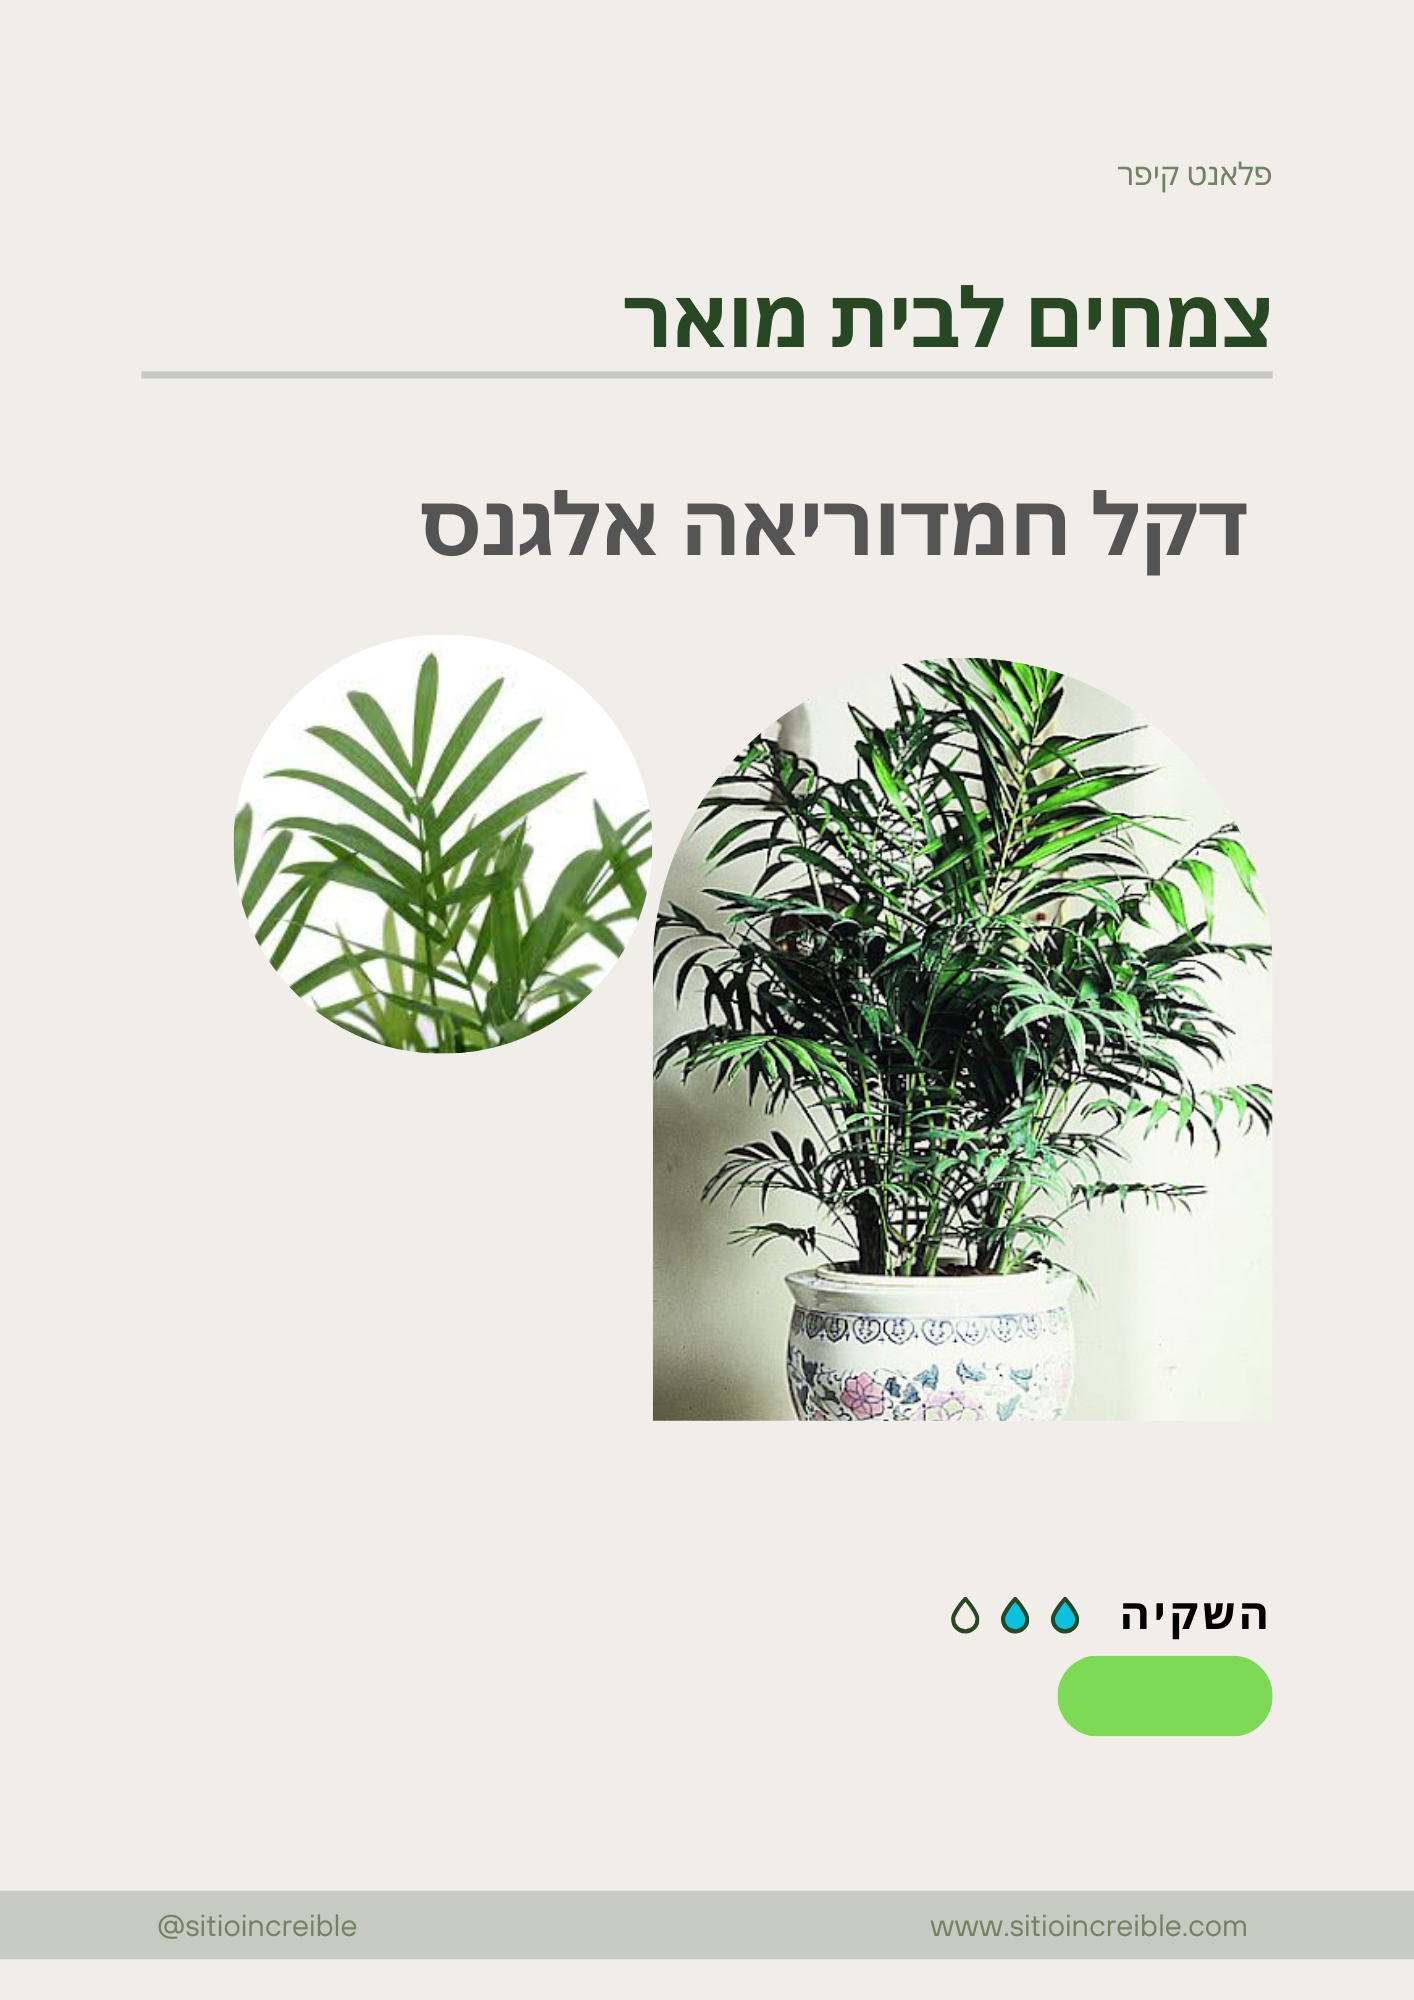 פלאנט קיפר
צמחים לבית מואר
דקל חמדוריאה אלגנס
השקיה
@sitioincreible
www.sitioincreible.com